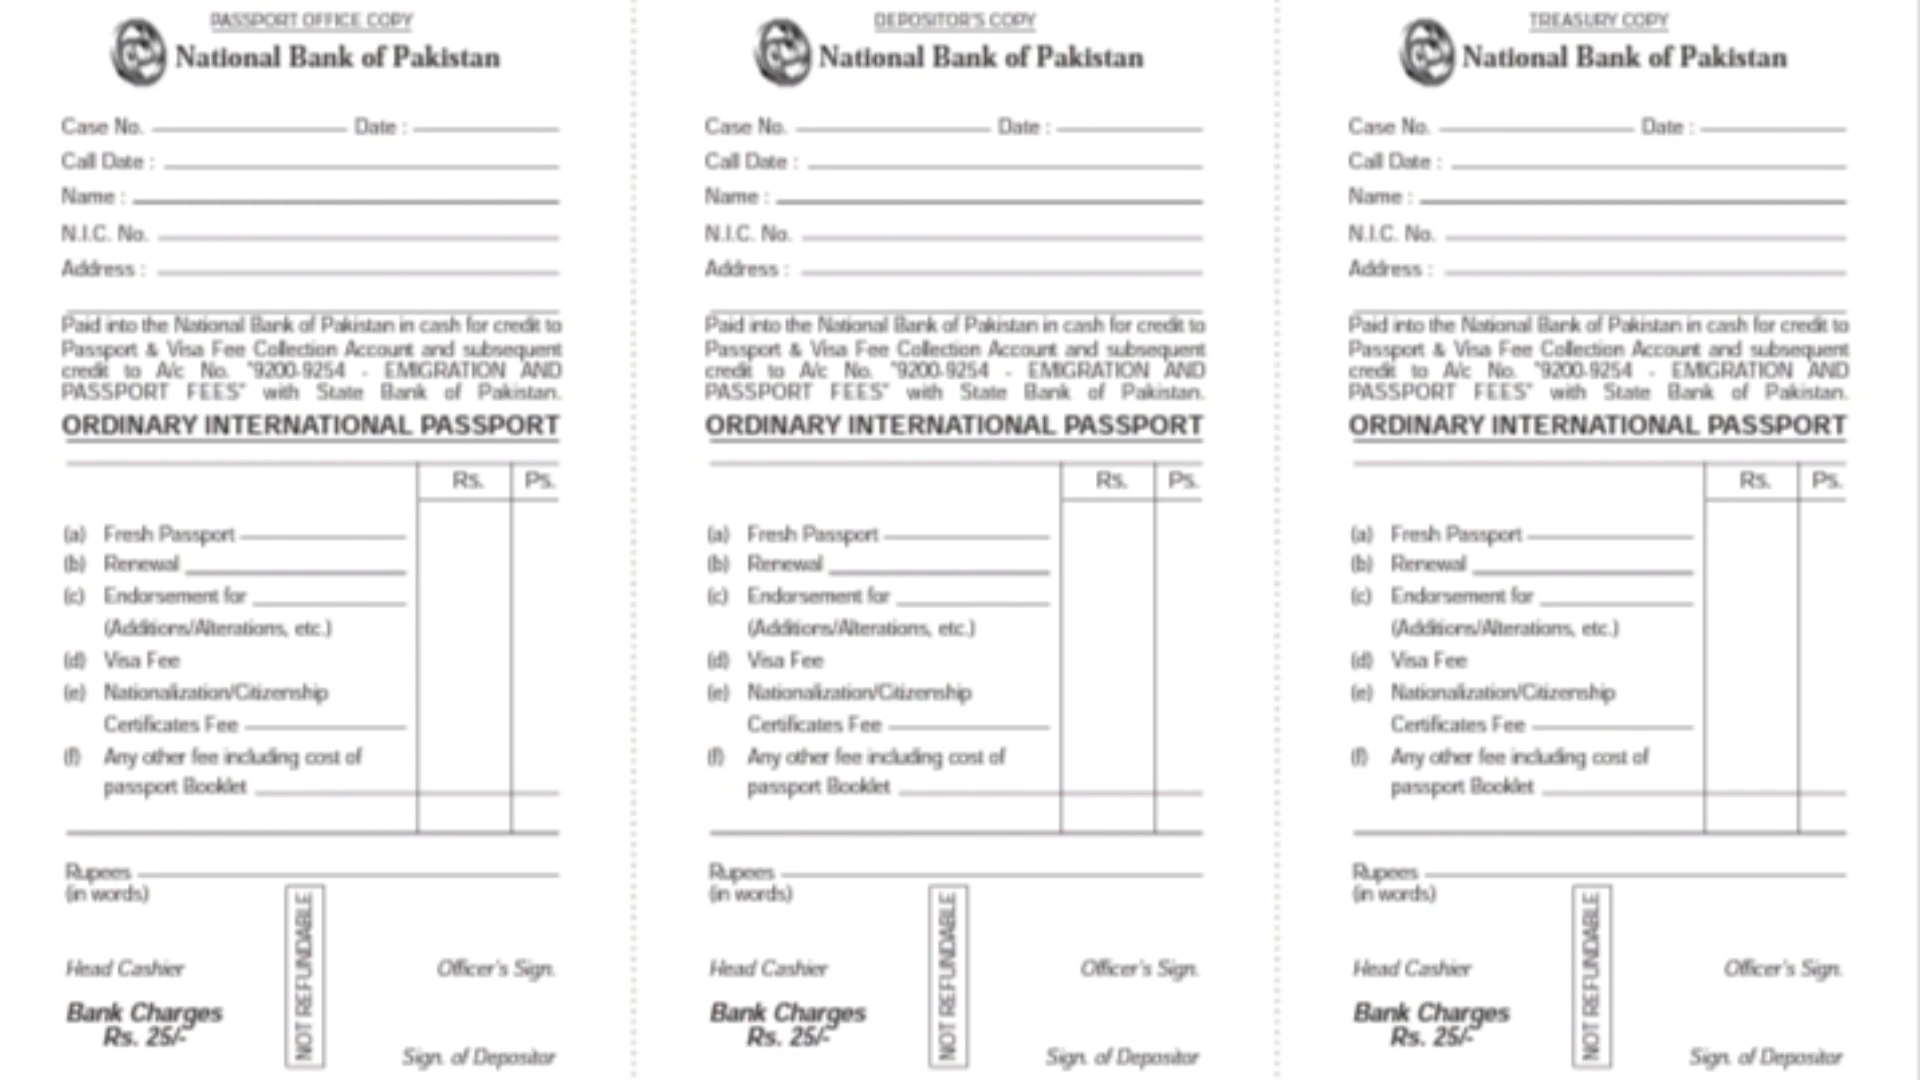 PASSPORT OFFICE COPY
National Bank of Pakistan
Case No. Date :
Call Date :
Name :
N.I.C. No.
Address :
Paid into the National Bank of Pakistan in cash for credit to
Passport & Visa Fee Collection Account and subsequent
credit to A/c No. "9200-9254 - EMIGRATION AND
PASSPORT FEES" with State Bank of Pakistan.
ORDINARY INTERNATIONAL PASSPORT
Rs. Ps.
(a) Fresh Passport
(b) Renewal
(c) Endorsement for
(Additions/Alterations, etc.)
(d) Visa Fee
(e) Nationalization/Citizenship
Certificates Fee
(f) Any other fee including cost of
passport Booklet
Rupees
(in words)
NOT REFUNDABLE
Head Cashier Officer's Sign.
Bank Charges
Rs. 25/-
Sign. of Depositor
DEPOSITOR'S COPY
National Bank of Pakistan
Case No. Date :
Call Date :
Name :
N.I.C. No.
Address :
Paid into the National Bank of Pakistan in cash for credit to
Passport & Visa Fee Collection Account and subsequent
credit to A/c No. "9200-9254 - EMIGRATION AND
PASSPORT FEES" with State Bank of Pakistan.
ORDINARY INTERNATIONAL PASSPORT
Rs. Ps.
(a) Fresh Passport
(b) Renewal
(c) Endorsement for
(Additions/Alterations, etc.)
(d) Visa Fee
(e) Nationalization/Citizenship
Certificates Fee
(f) Any other fee including cost of
passport Booklet
Rupees
(in words)
NOT REFUNDABLE
Head Cashier Officer's Sign.
Bank Charges
Rs. 25/-
Sign. of Depositor
TREASURY COPY
National Bank of Pakistan
Case No. Date :
Call Date :
Name :
N.I.C. No.
Address :
Paid into the National Bank of Pakistan in cash for credit to
Passport & Visa Fee Collection Account and subsequent
credit to A/c No. "9200-9254 - EMIGRATION AND
PASSPORT FEES" with State Bank of Pakistan.
ORDINARY INTERNATIONAL PASSPORT
Rs. Ps.
(a) Fresh Passport
(b) Renewal
(c) Endorsement for
(Additions/Alterations, etc.)
(d) Visa Fee
(e) Nationalization/Citizenship
Certificates Fee
(f) Any other fee including cost of
passport Booklet
Rupees
(in words)
NOT REFUNDABLE
Head Cashier Officer's Sign.
Bank Charges
Rs. 25/-
Sign. of Depositor